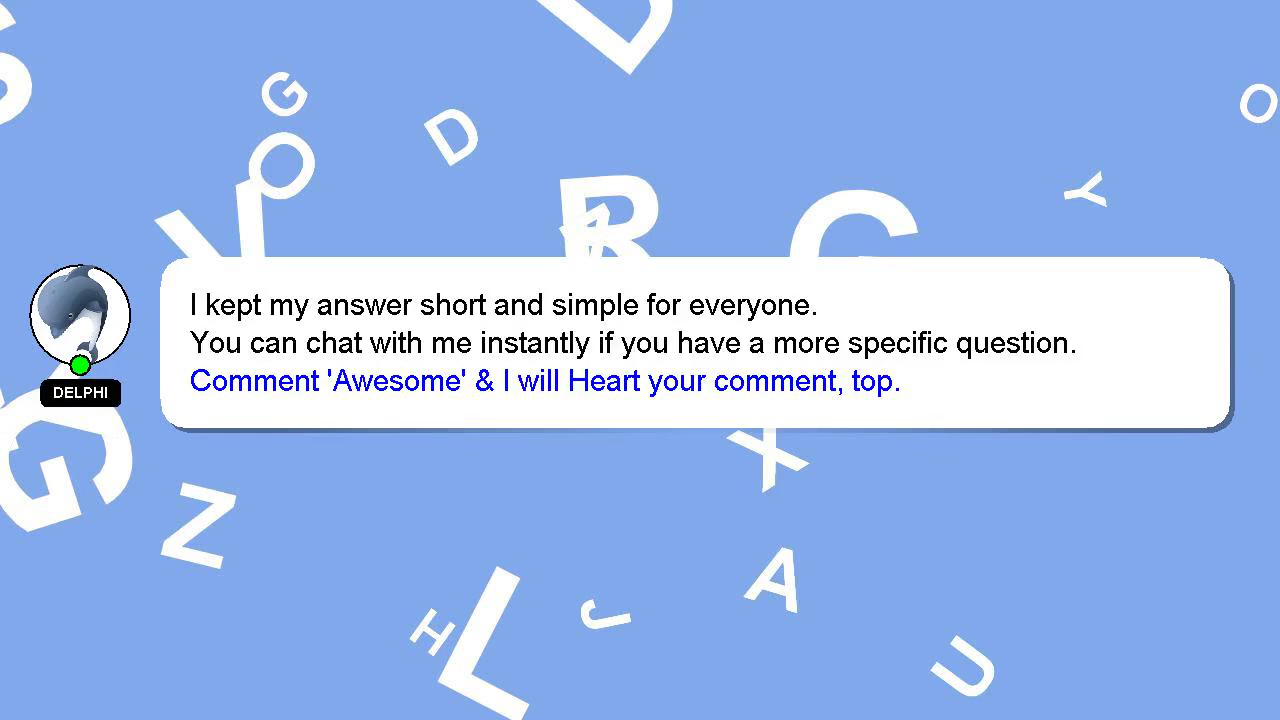 S
D
G
O
D
O
V
R
A
C
Y
I kept my answer short and simple for everyone.
You can chat with me instantly if you have a more specific question.
Comment 'Awesome' & I will Heart your comment, top.
DELPHI
G
X
Z
A
H
L
J
U